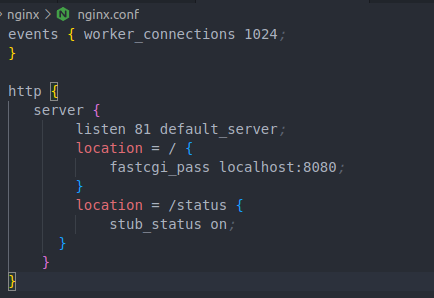 nginx > nginx.conf
events { worker_connections 1024;
}
http {
server {
listen 81 default_server;
location = / {
fastcgi_pass localhost:8080;
}
location = /status {
stub_status on;
}
}
}